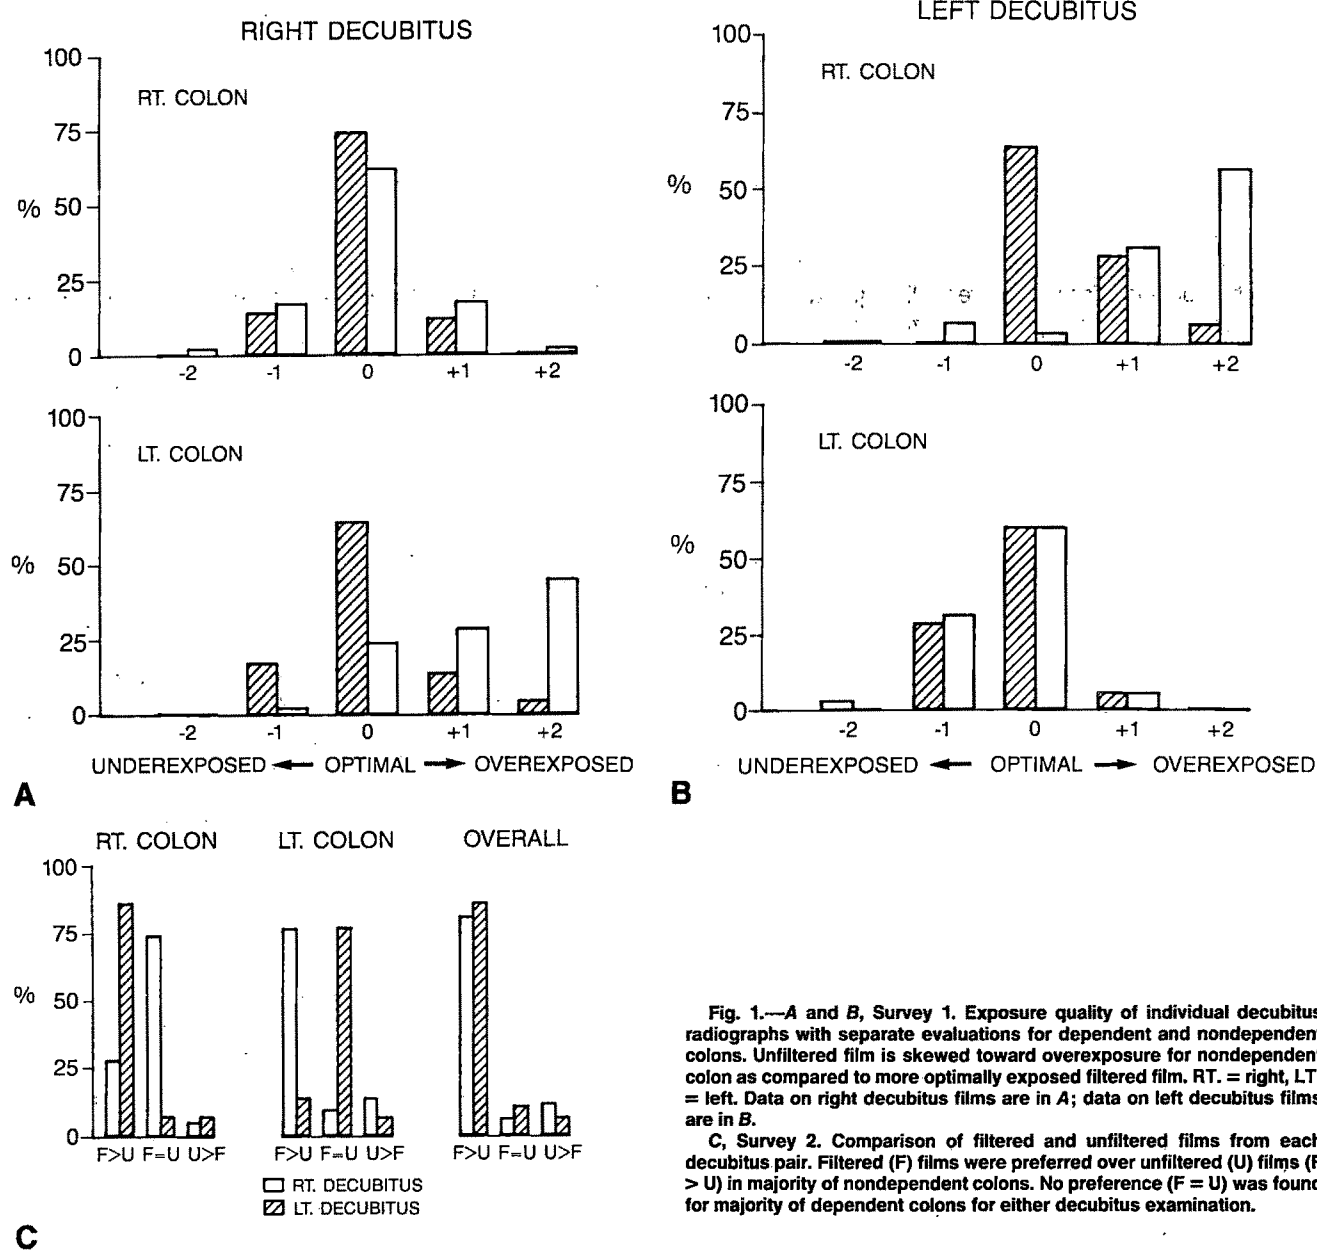 RIGHT DECUBITUS
100
RT. COLON
75
% 50
25
0
-2 -1 0 +1 +2
100
LT. COLON
75
% 50
25
0
-2 -1 0 +1 +2
UNDEREXPOSED ← OPTIMAL → OVEREXPOSED
A
LEFT DECUBITUS
100
RT. COLON
75
% 50
25
0
-2 -1 0 +1 +2
100
LT. COLON
75
% 50
25
0
-2 -1 0 +1 +2
UNDEREXPOSED ← OPTIMAL → OVEREXPOSED
B
RT. COLON LT. COLON OVERALL
100
75
% 50
25
0
F>U F=U U>F F>U F=U U>F F>U F=U U>F
RT. DECUBITUS
LT. DECUBITUS
C
Fig. 1.—A and B, Survey 1. Exposure quality of individual decubitus
radiographs with separate evaluations for dependent and nondependent
colons. Unfiltered film is skewed toward overexposure for nondependent
colon as compared to more optimally exposed filtered film. RT. = right, LT.
= left. Data on right decubitus films are in A; data on left decubitus films
are in B.
C, Survey 2. Comparison of filtered and unfiltered films from each
decubitus pair. Filtered (F) films were preferred over unfiltered (U) films (F
> U) in majority of nondependent colons. No preference (F = U) was found
for majority of dependent colons for either decubitus examination.